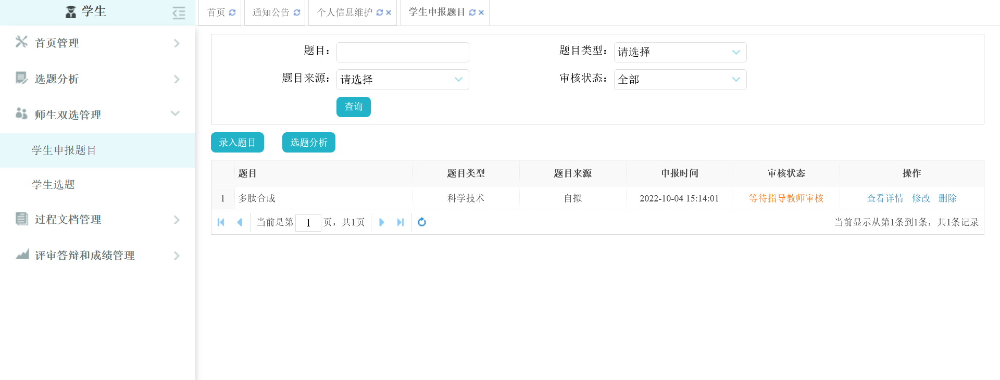 学生
首页
通知公告
个人信息维护
学生申报题目
首页管理
选题分析
师生双选管理
学生申报题目
学生选题
过程文档管理
评审答辩和成绩管理
题目：
题目类型： 请选择
题目来源： 请选择
审核状态： 全部
查询
录入题目 选题分析
题目 题目类型 题目来源 申报时间 审核状态 操作
1 多肽合成 科学技术 自拟 2022-10-04 15:14:01 等待指导教师审核 查看详情 修改 删除
当前是第 1 页，共1页 当前显示从第1条到1条，共1条记录